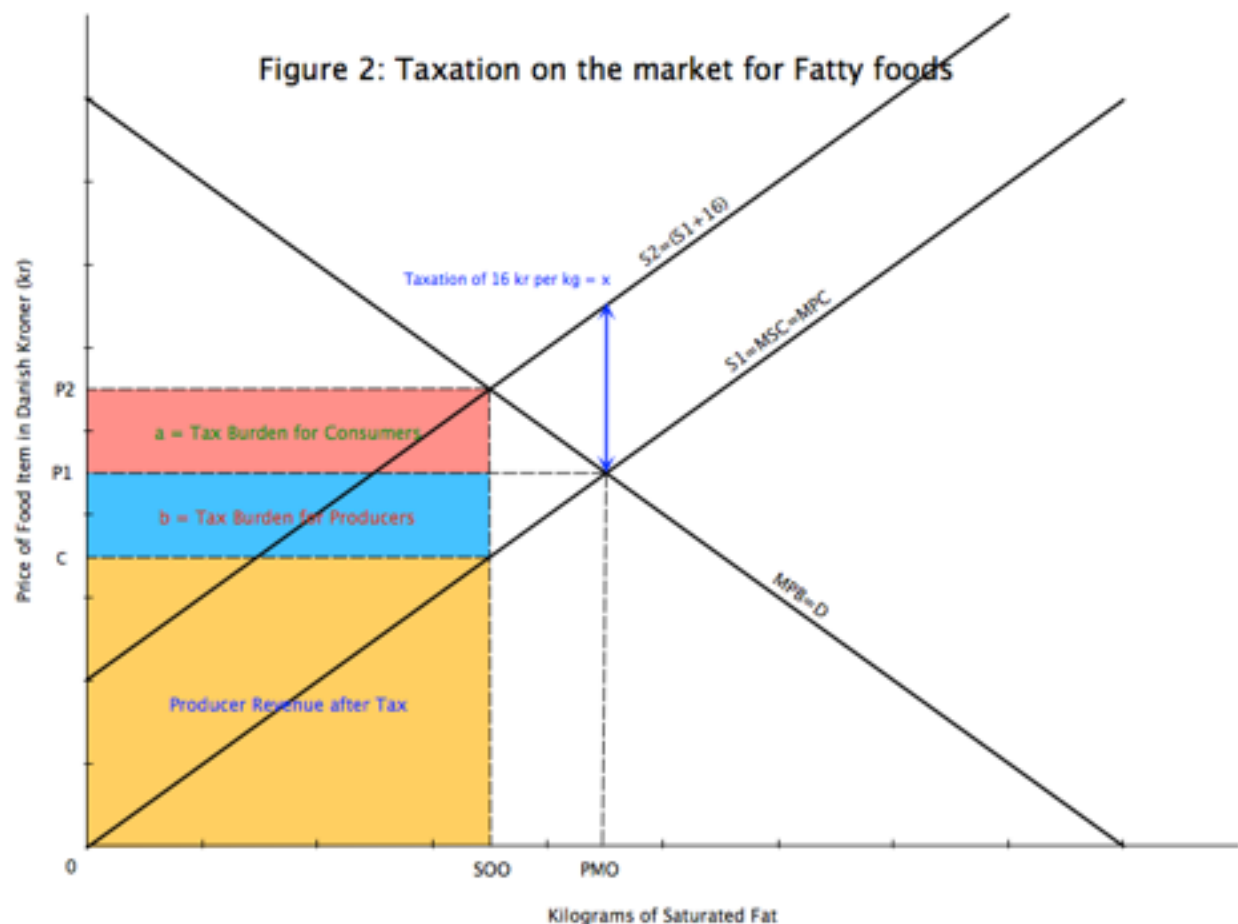 Figure 2: Taxation on the market for Fatty foods
S2=(S1+16)
Taxation of 16 kr per kg = x
S1=MSC=MPC
Price of Food Item in Danish Kroner (kr)
P2
a = Tax Burden for Consumers
P1
b = Tax Burden for Producers
C
MPB=D
Producer Revenue after Tax
0
SOO
PMO
Kilograms of Saturated Fat